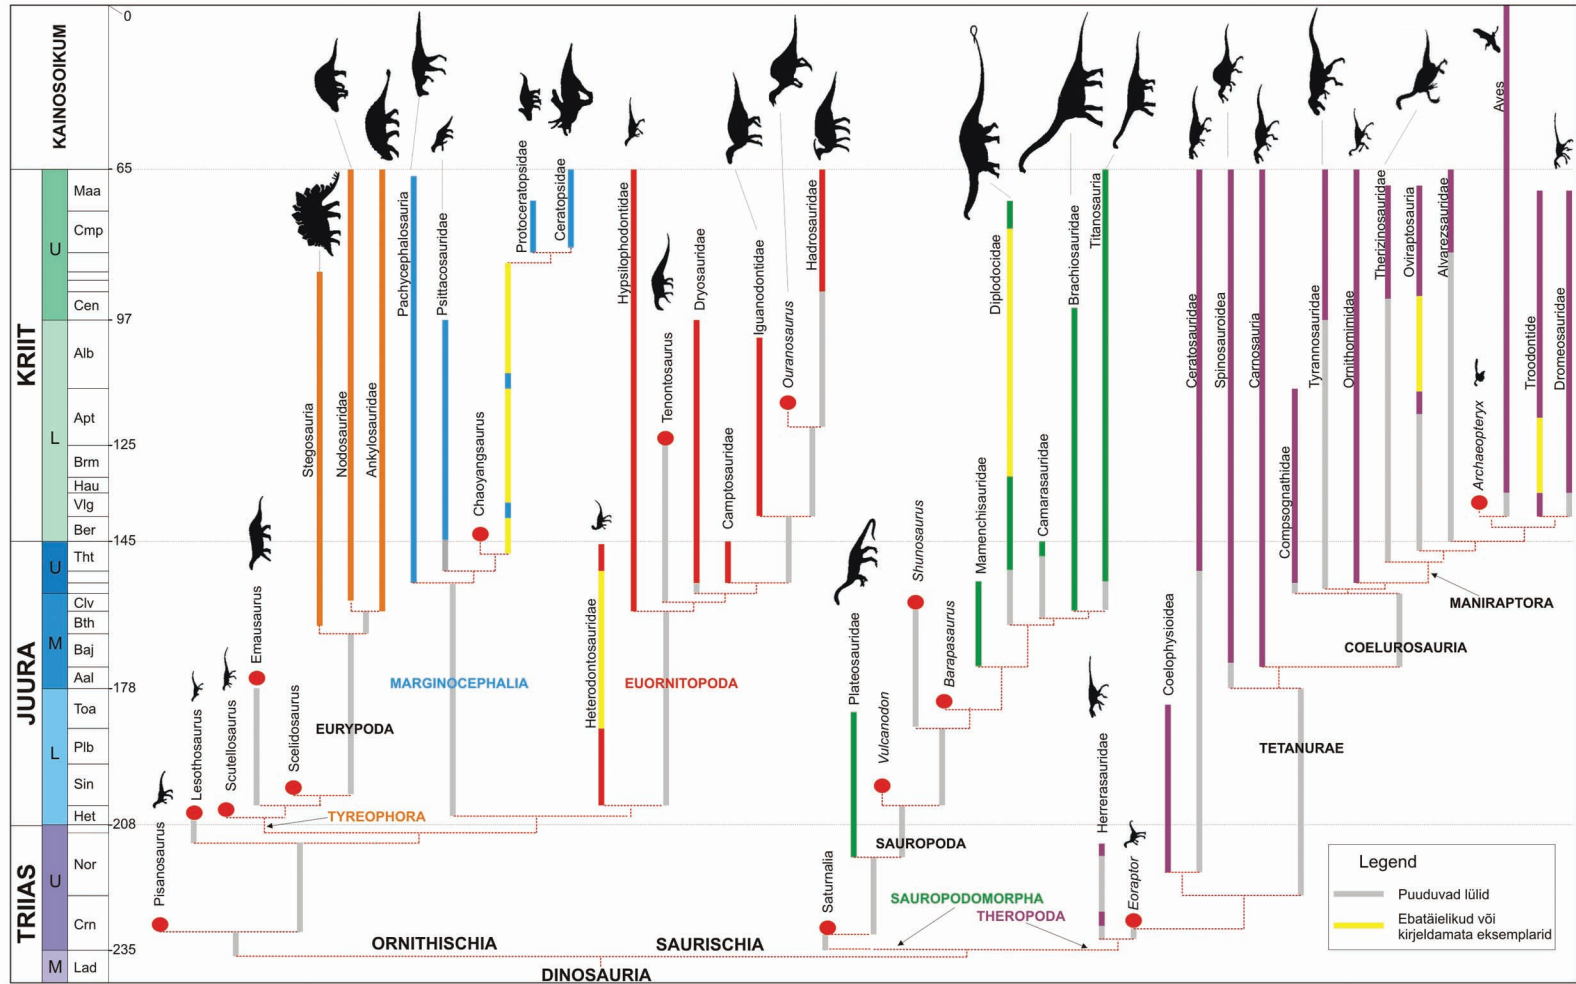 KAINOSOIKUM
0
65
KRIIT
U
Maa
Cmp
Cen
97
L
Alb
Apt
125
Brm
Hau
Vlg
Ber
145
JUURA
U
Tht
M
Clv
Bth
Baj
Aal
178
L
Toa
Plb
Sin
Het
208
TRIIAS
U
Nor
Crn
235
M
Lad
Pisanosaurus
Lesothosaurus
Scutellosaurus
Emausaurus
Scelidosaurus
Stegosauria
Nodosauridae
Ankylosauridae
Pachycephalosauria
Psittacosauridae
Chaoyangsaurus
Protoceratopsidae
Ceratopsidae
Heterodontosauridae
Hypsilophodontidae
Tenontosaurus
Dryosauridae
Camptosauridae
Iguanodontidae
Ouranosaurus
Hadrosauridae
Saturnalia
Plateosauridae
Vulcanodon
Shunosaurus
Barapasaurus
Mamenchisauridae
Diplodocidae
Camarasauridae
Brachiosauridae
Titanosauria
Herrerasauridae
Eoraptor
Coelophysioidea
Ceratosauridae
Spinosauroidea
Carnosauria
Compsognathidae
Tyrannosauridae
Ornithomimidae
Therizinosauridae
Oviraptosauria
Alvarezsauridae
Archaeopteryx
Aves
Troodontide
Dromeosauridae
MANIRAPTORA
COELUROSAURIA
MARGINOCEPHALIA
EUORNITOPODA
EURYPODA
TETANURAE
TYREOPHORA
SAUROPODA
SAUROPODOMORPHA
THEROPODA
ORNITHISCHIA
SAURISCHIA
DINOSAURIA
Legend
Puuduvad lülid
Ebatäielikud või
kirjeldamata eksemplarid